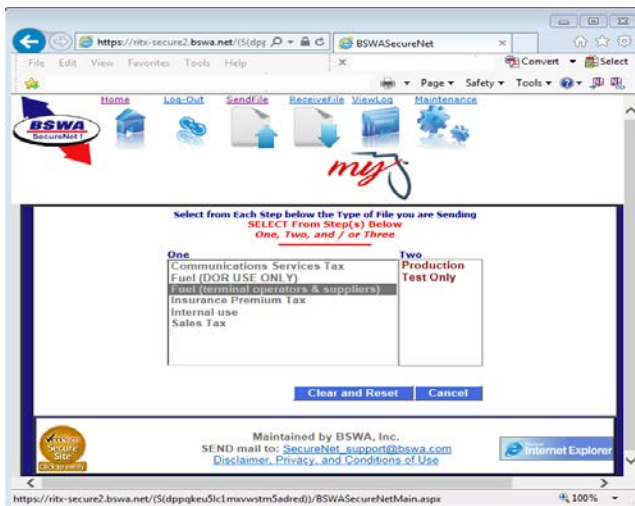 https://ritx-secure2.bswa.net/(S(dpp
BSWASecureNet
File Edit View Favorites Tools Help
Convert Select
Page Safety Tools
Home Log-Out SendFile ReceiveFile ViewLog Maintenance
BSWA
SecureNet !
my
Select from Each Step below the Type of File you are Sending
SELECT From Step(s) Below
One, Two, and / or Three
One Two
Communications Services Tax
Fuel (DOR USE ONLY)
Fuel (terminal operators & suppliers)
Insurance Premium Tax
Internal use
Sales Tax
Production
Test Only
Clear and Reset Cancel
Secure
Site
Maintained by BSWA, Inc.
SEND mail to: SecureNet_support@bswa.com
Disclaimer, Privacy, and Conditions of Use
Internet Explorer
https://ritx-secure2.bswa.net/(S(dppqkeu5lc1mxvwstm5adred))/BSWASecureNetMain.aspx
100%